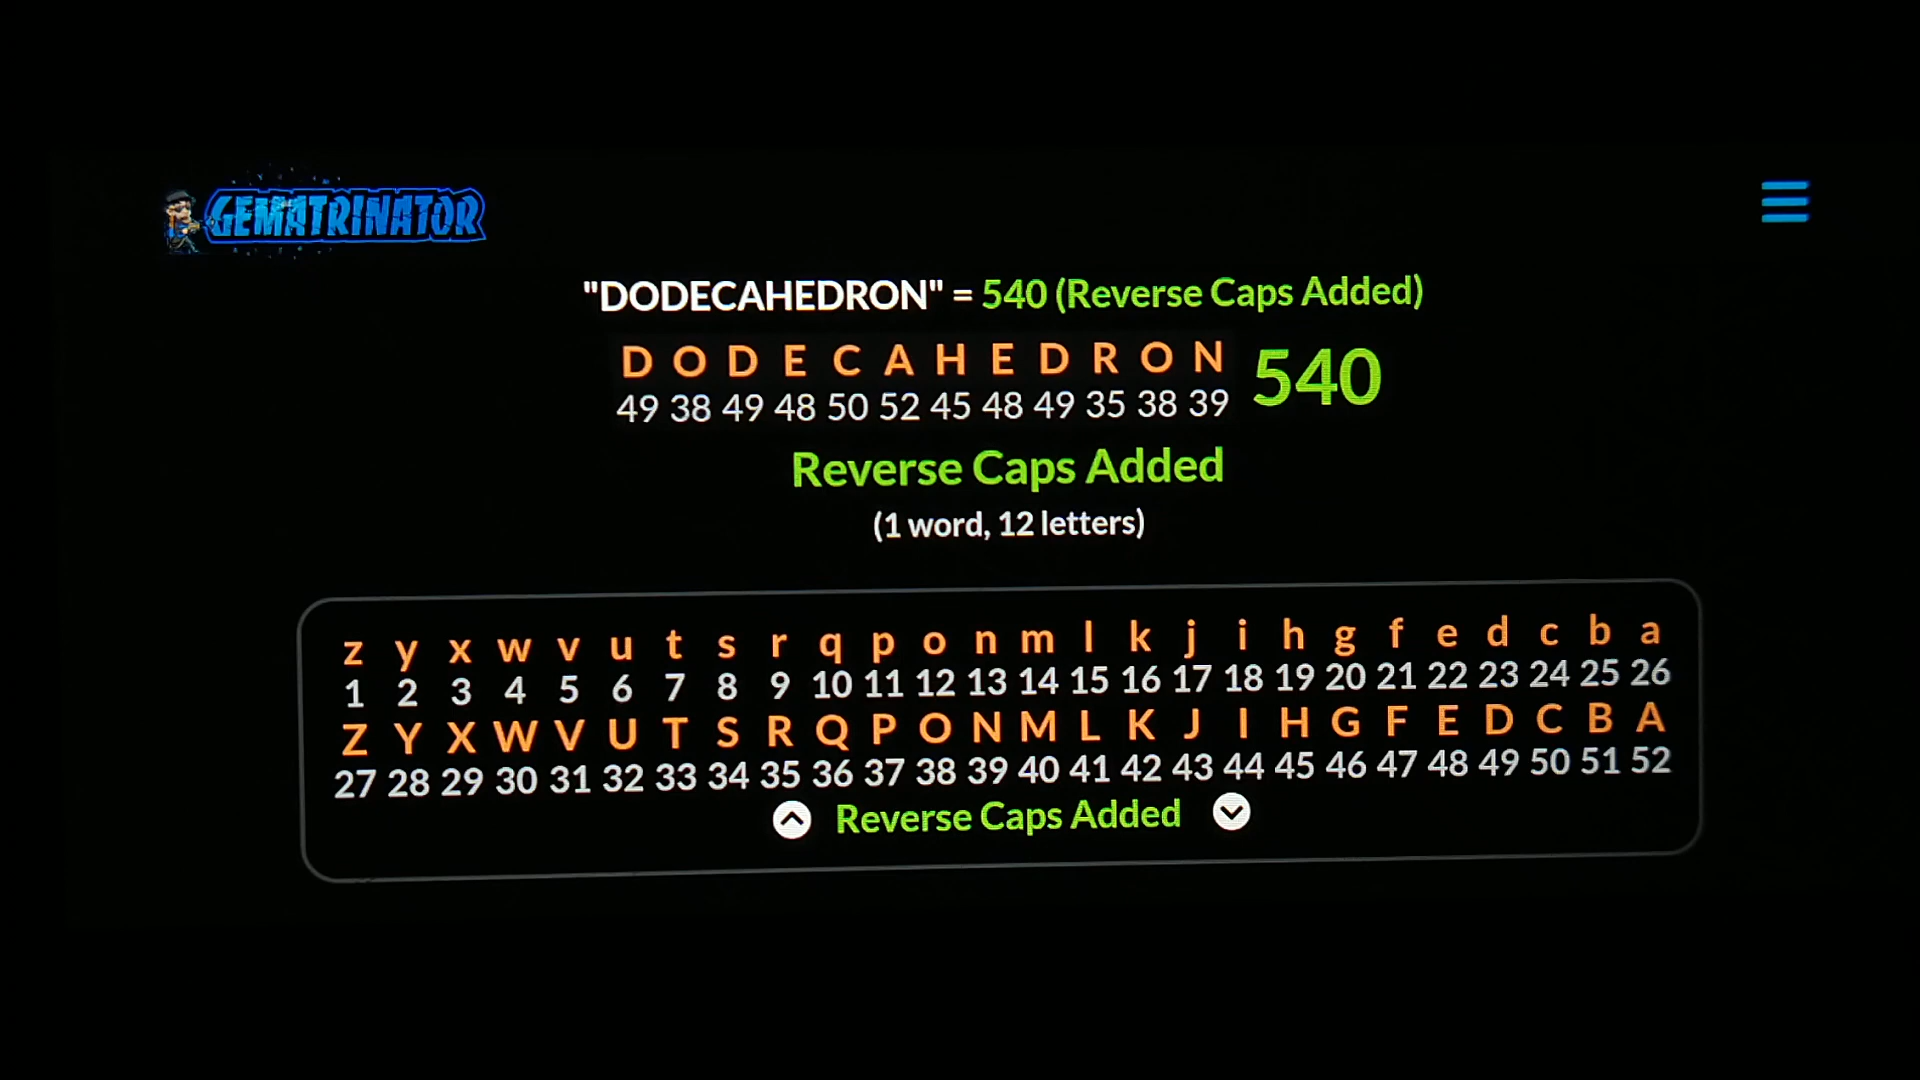 GEMATRINATOR
"DODECAHEDRON" = 540 (Reverse Caps Added)
D O D E C A H E D R O N 540
49 38 49 48 50 52 45 48 49 35 38 39
Reverse Caps Added
(1 word, 12 letters)
z y x w v u t s r q p o n m l k j i h g f e d c b a
1 2 3 4 5 6 7 8 9 10 11 12 13 14 15 16 17 18 19 20 21 22 23 24 25 26
Z Y X W V U T S R Q P O N M L K J I H G F E D C B A
27 28 29 30 31 32 33 34 35 36 37 38 39 40 41 42 43 44 45 46 47 48 49 50 51 52
Reverse Caps Added